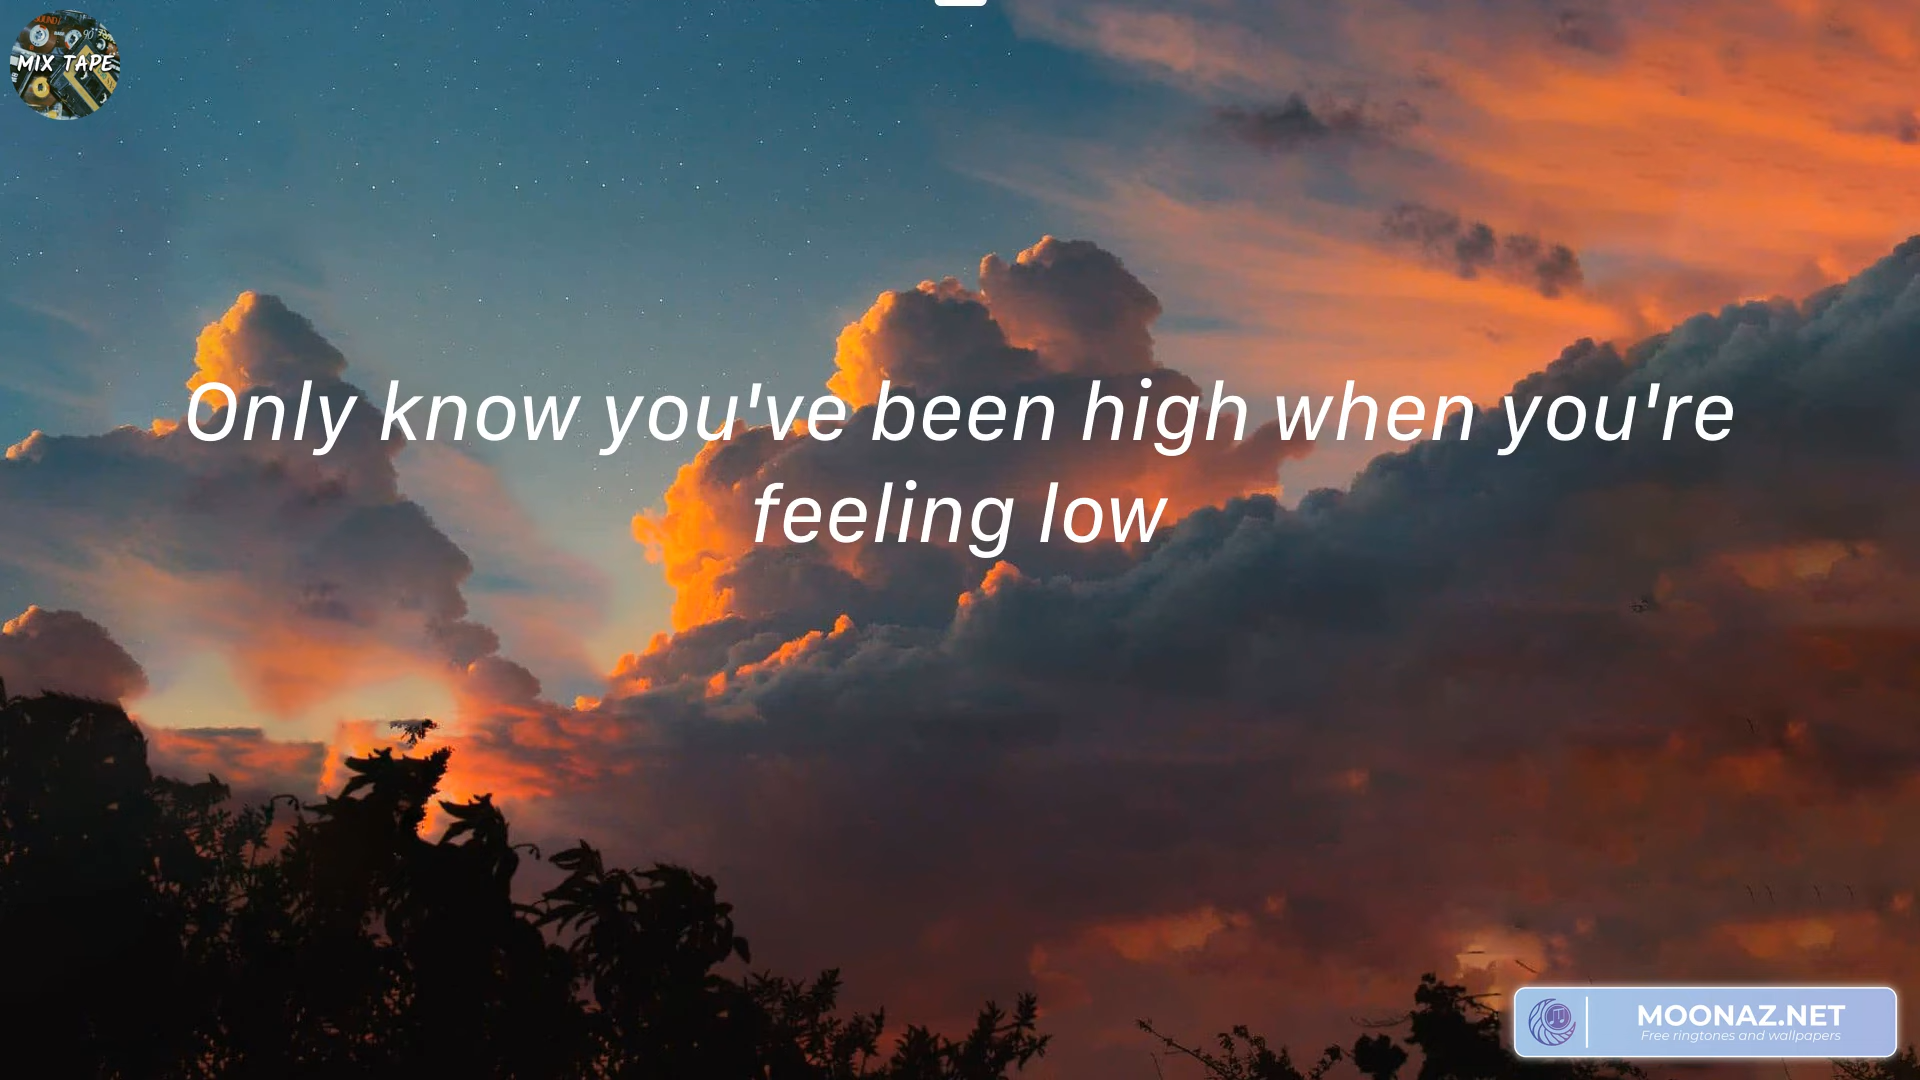 MIX TAPE
Only know you've been high when you're
feeling low
MOONAZ.NET
Free ringtones and wallpapers